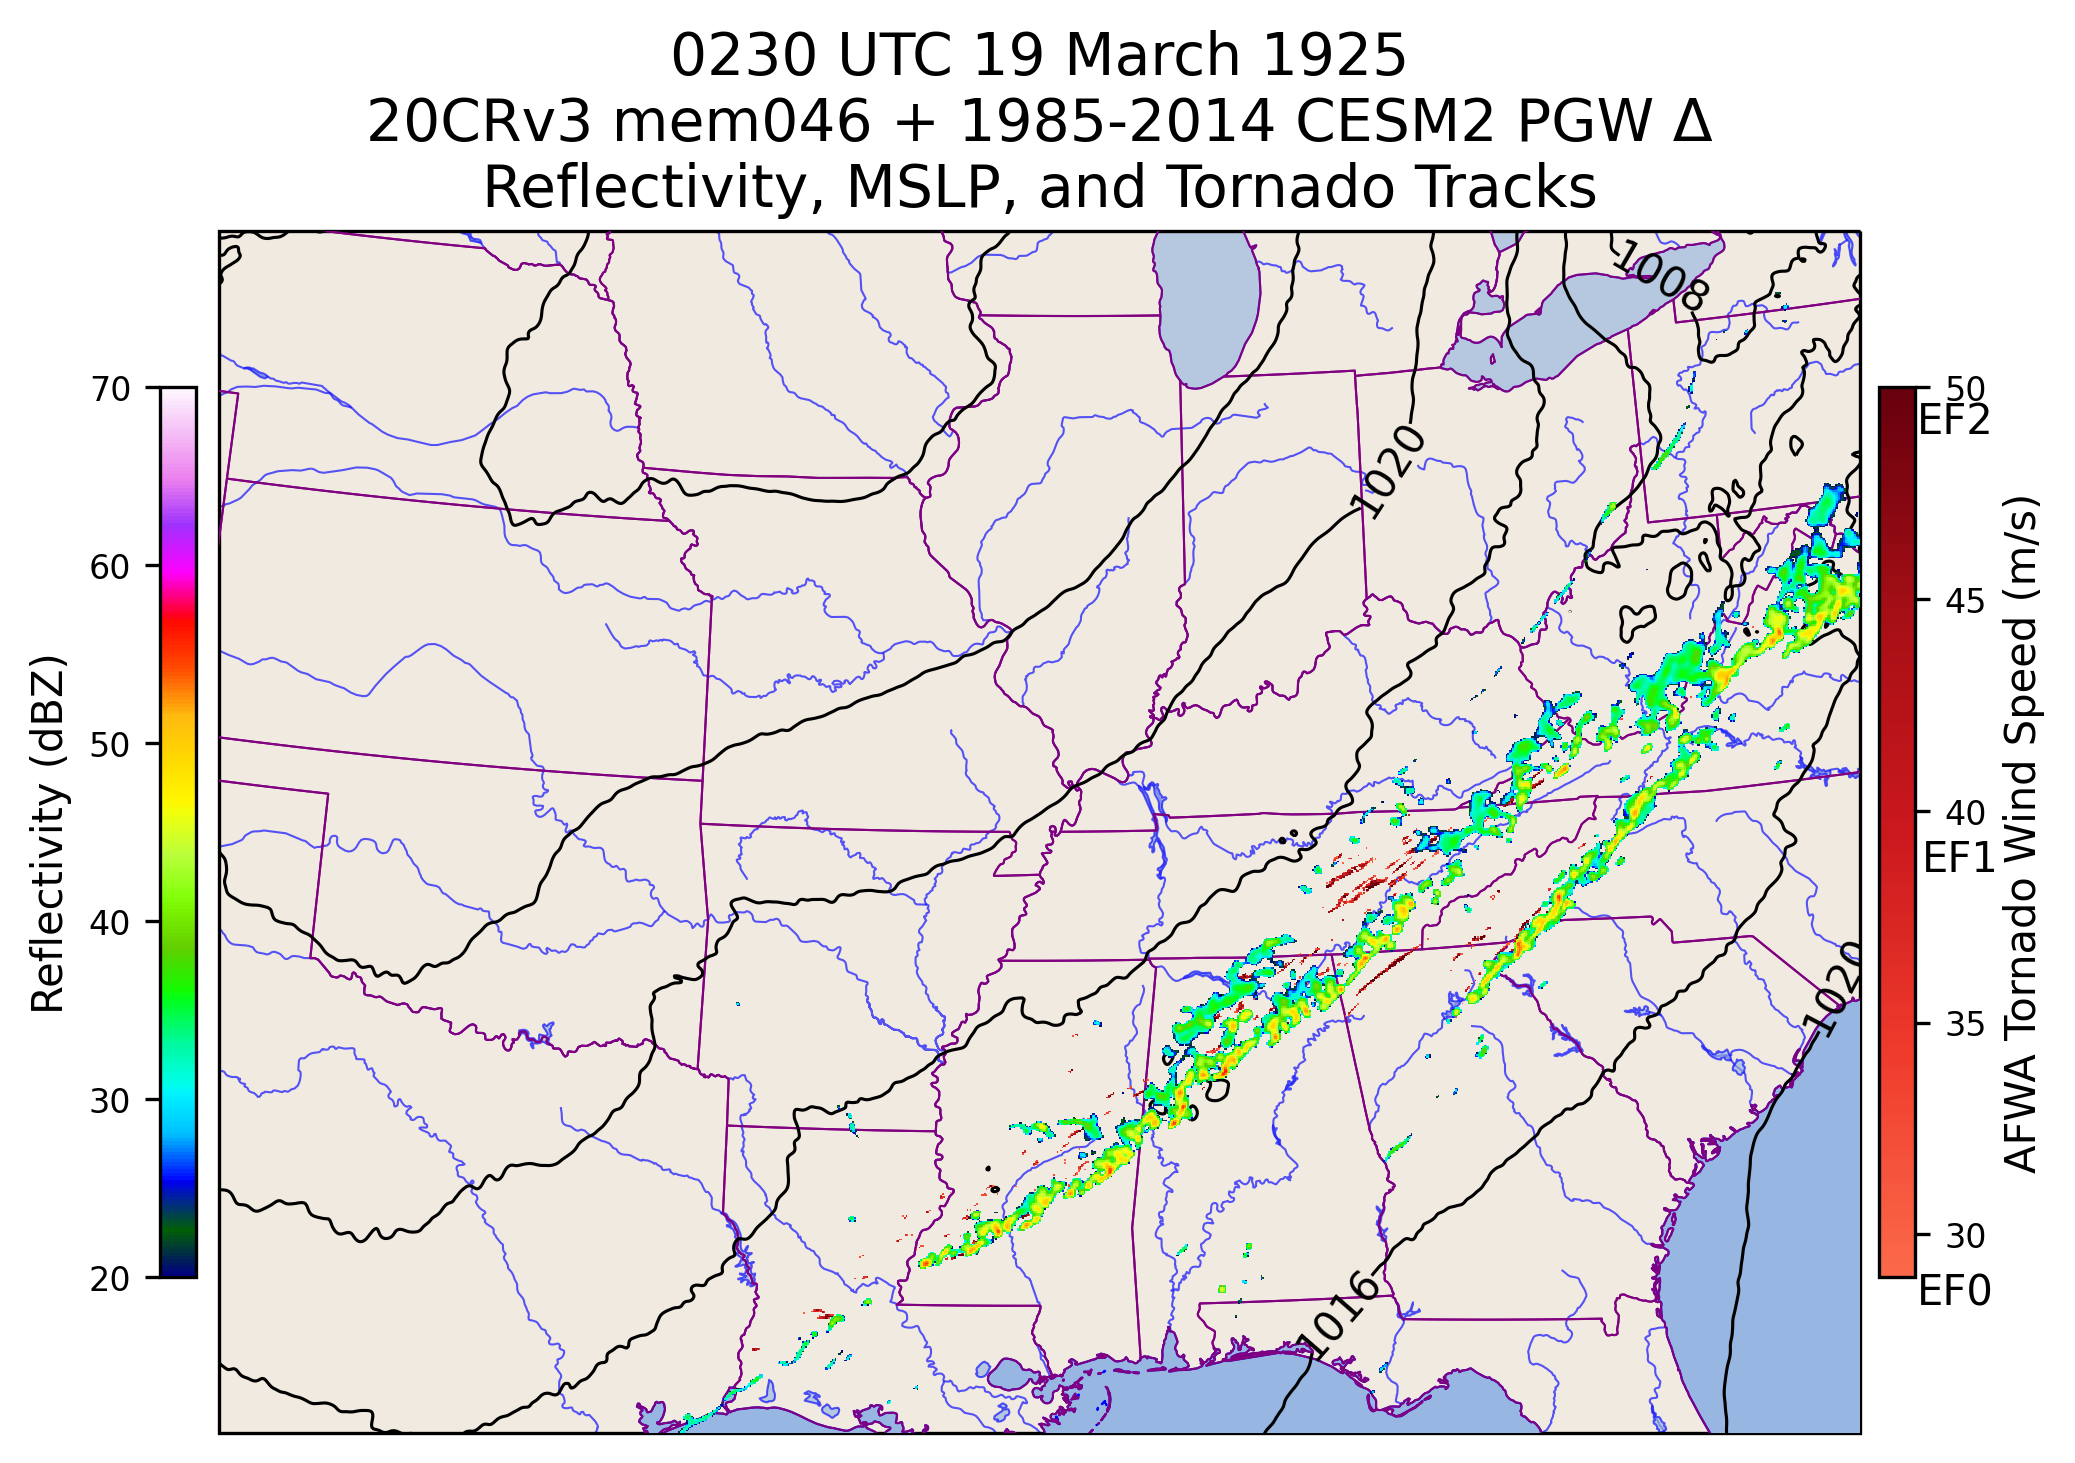 0230 UTC 19 March 1925
20CRv3 mem046 + 1985-2014 CESM2 PGW Δ
Reflectivity, MSLP, and Tornado Tracks
Reflectivity (dBZ)
70
60
50
40
30
20
1008
1020
1020
1016
50
EF2
45
40
EF1
35
30
EF0
AFWA Tornado Wind Speed (m/s)